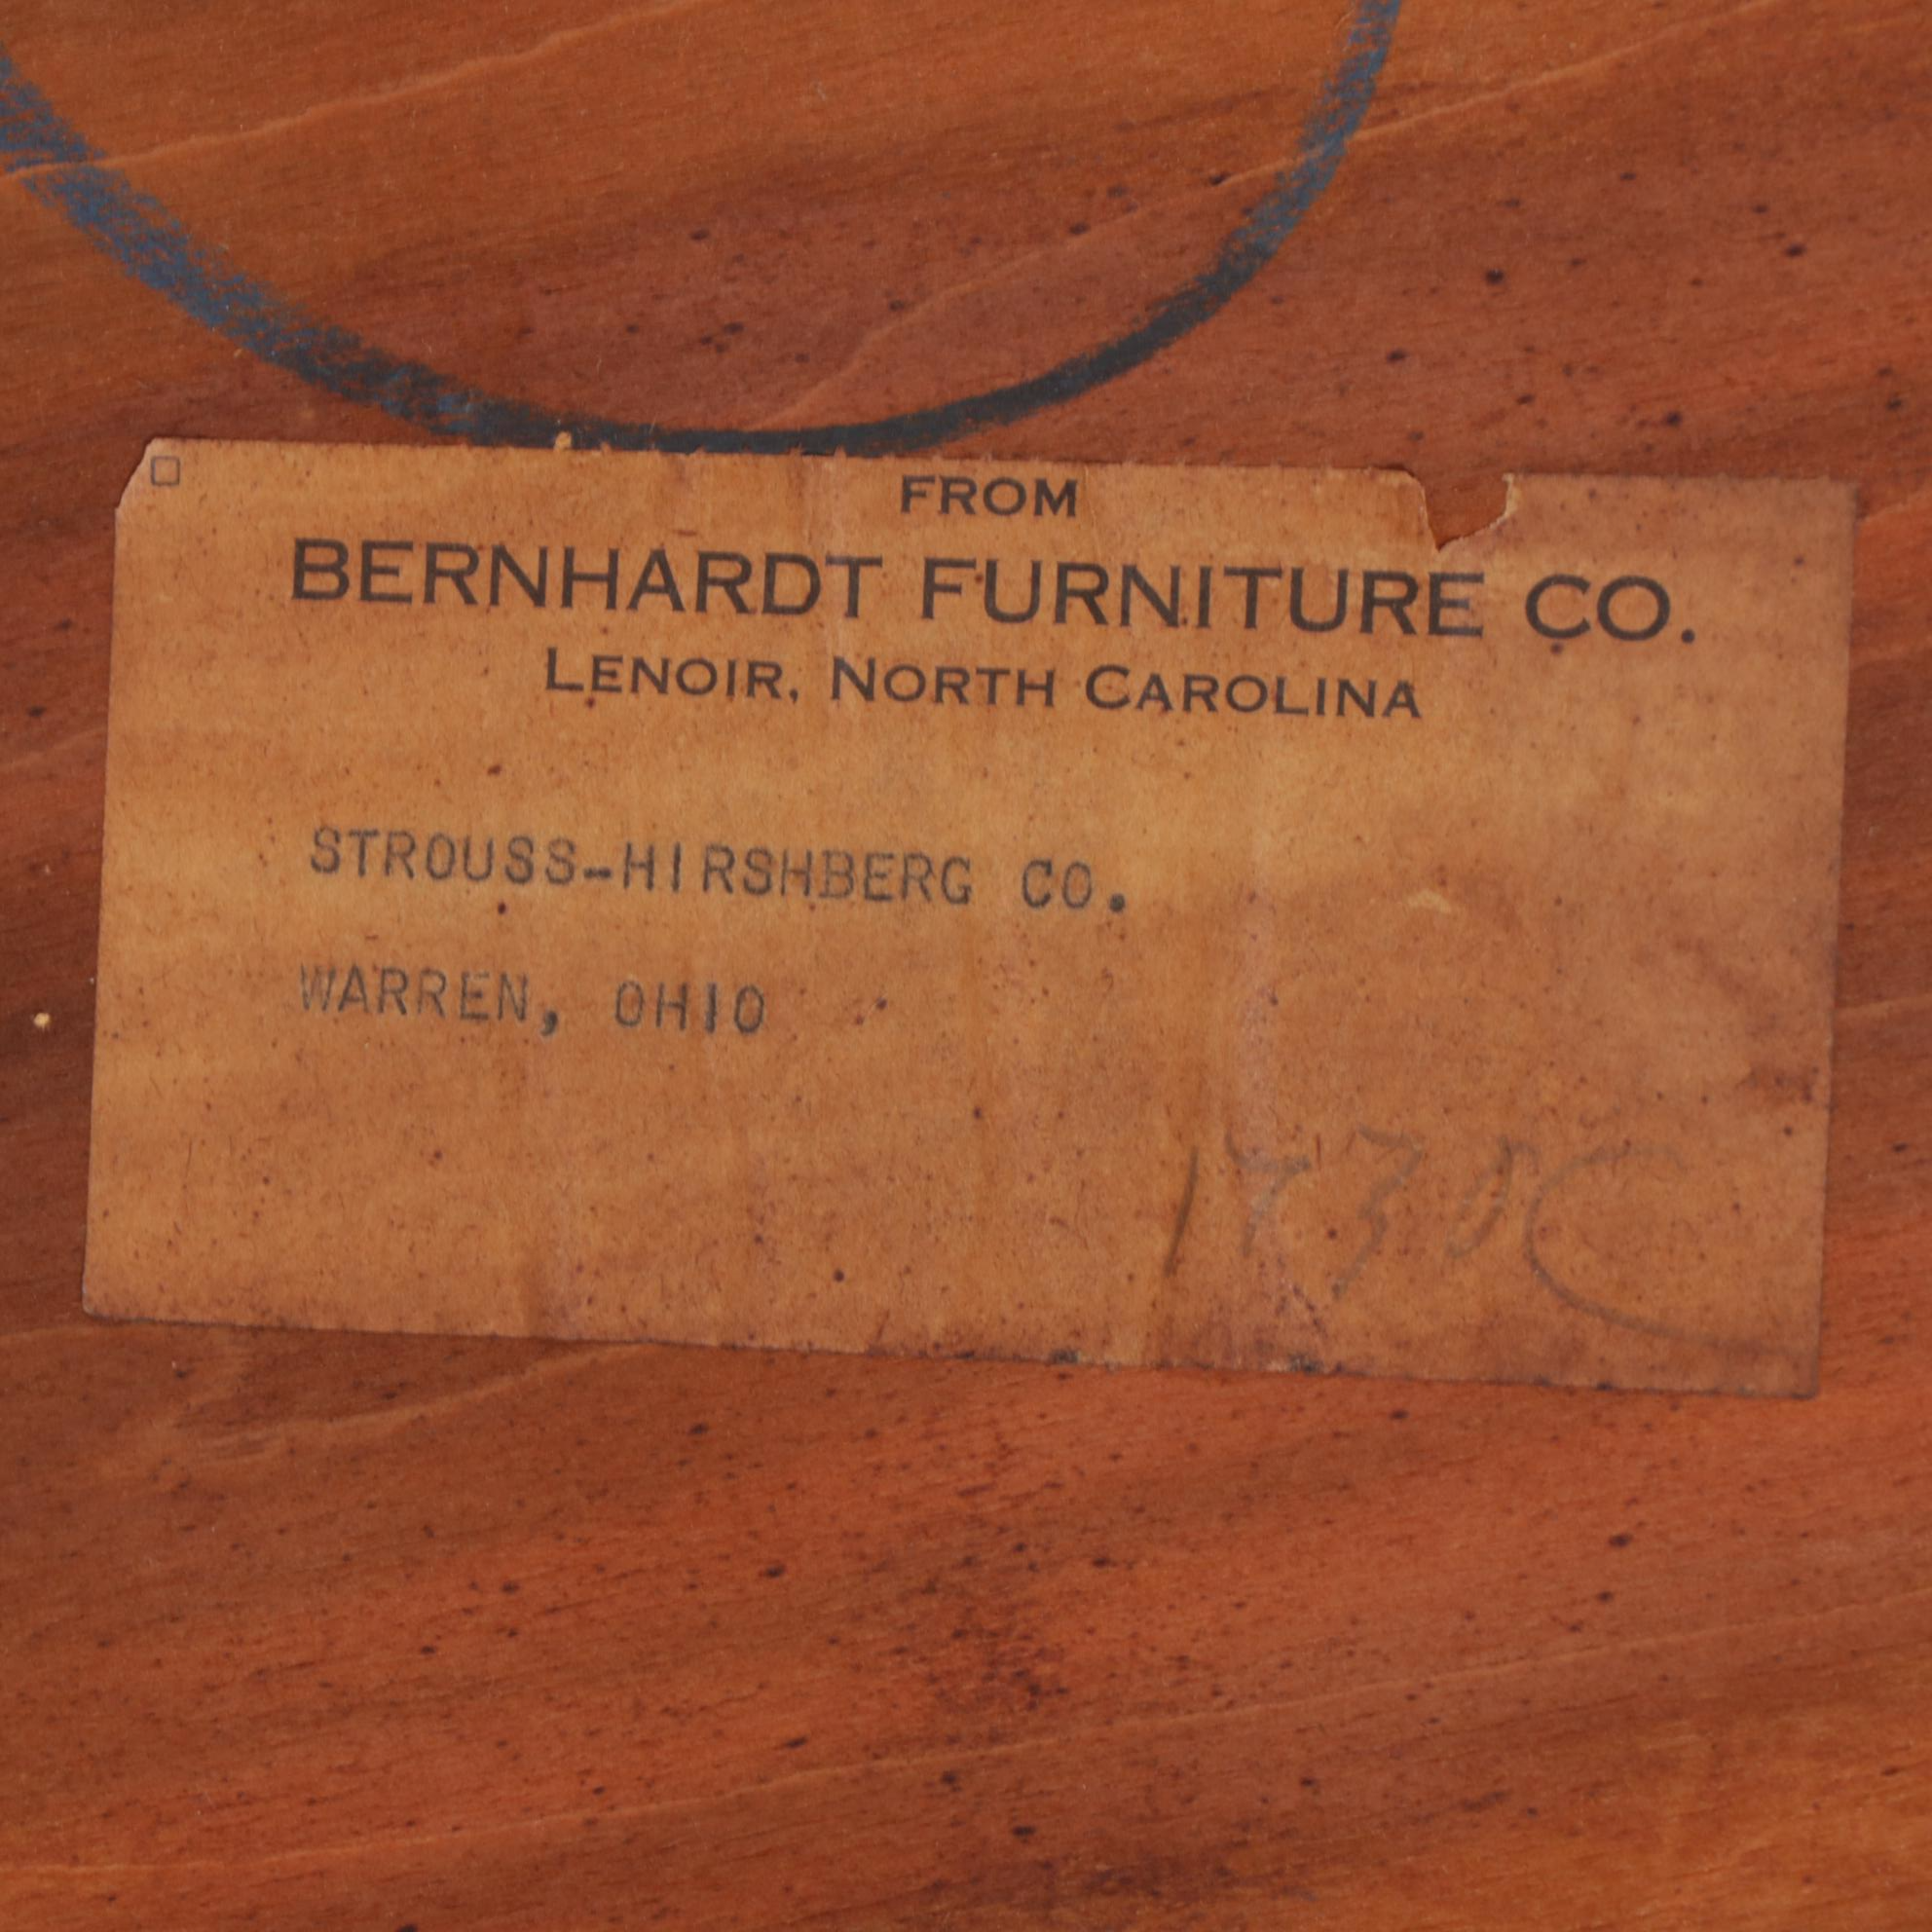 FROM
BERNHARDT FURNITURE CO.
LENOIR, NORTH CAROLINA
STROUSS-HIRSHBERG CO.
WARREN, OHIO